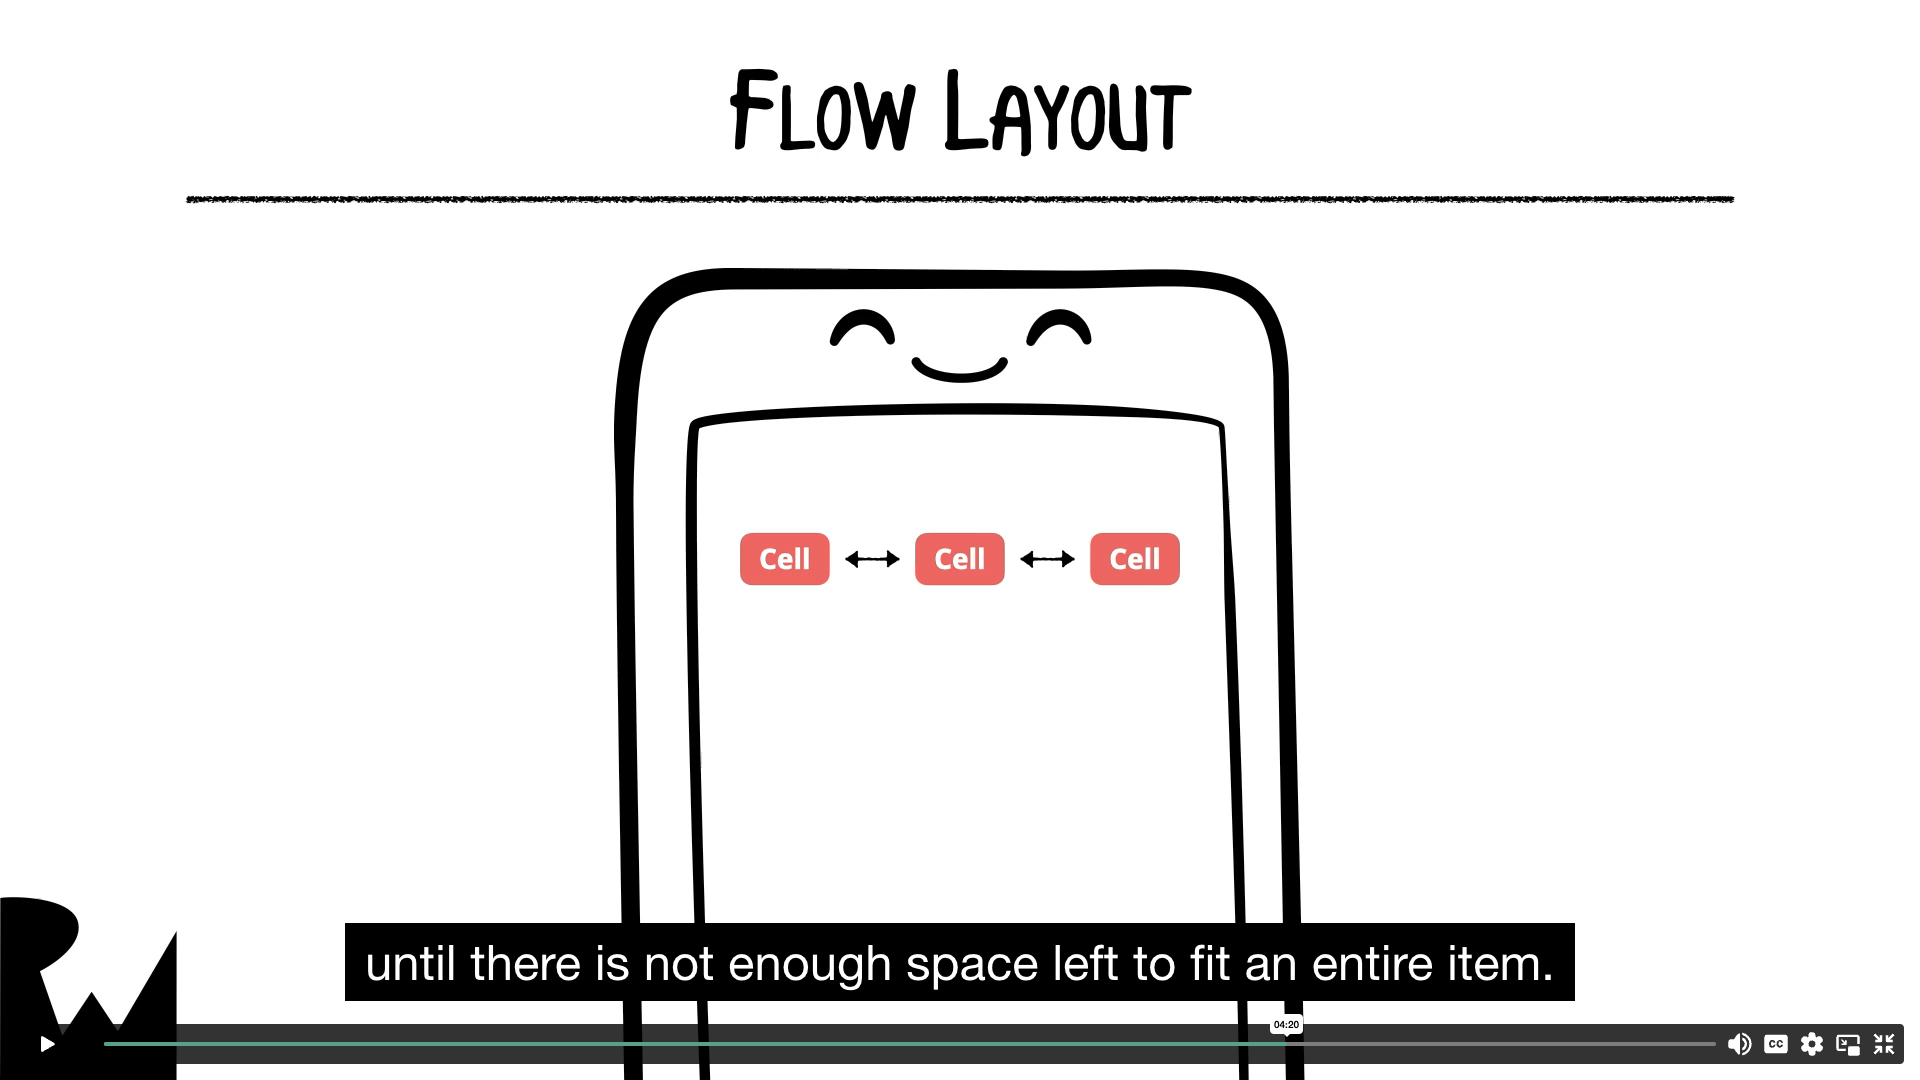 Flow Layout
Cell Cell Cell
until there is not enough space left to fit an entire item.
04:20
CC
RW